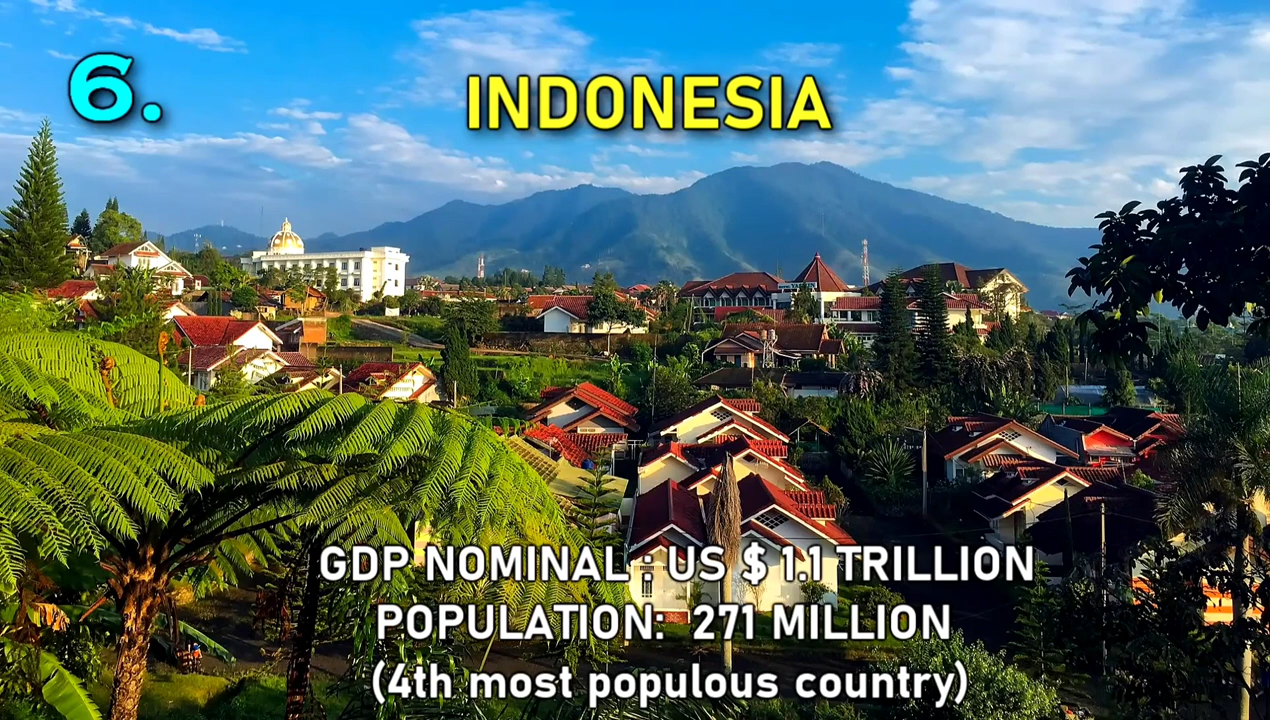 6.
INDONESIA
GDP NOMINAL : US $ 1.1 TRILLION
POPULATION: 271 MILLION
(4th most populous country)